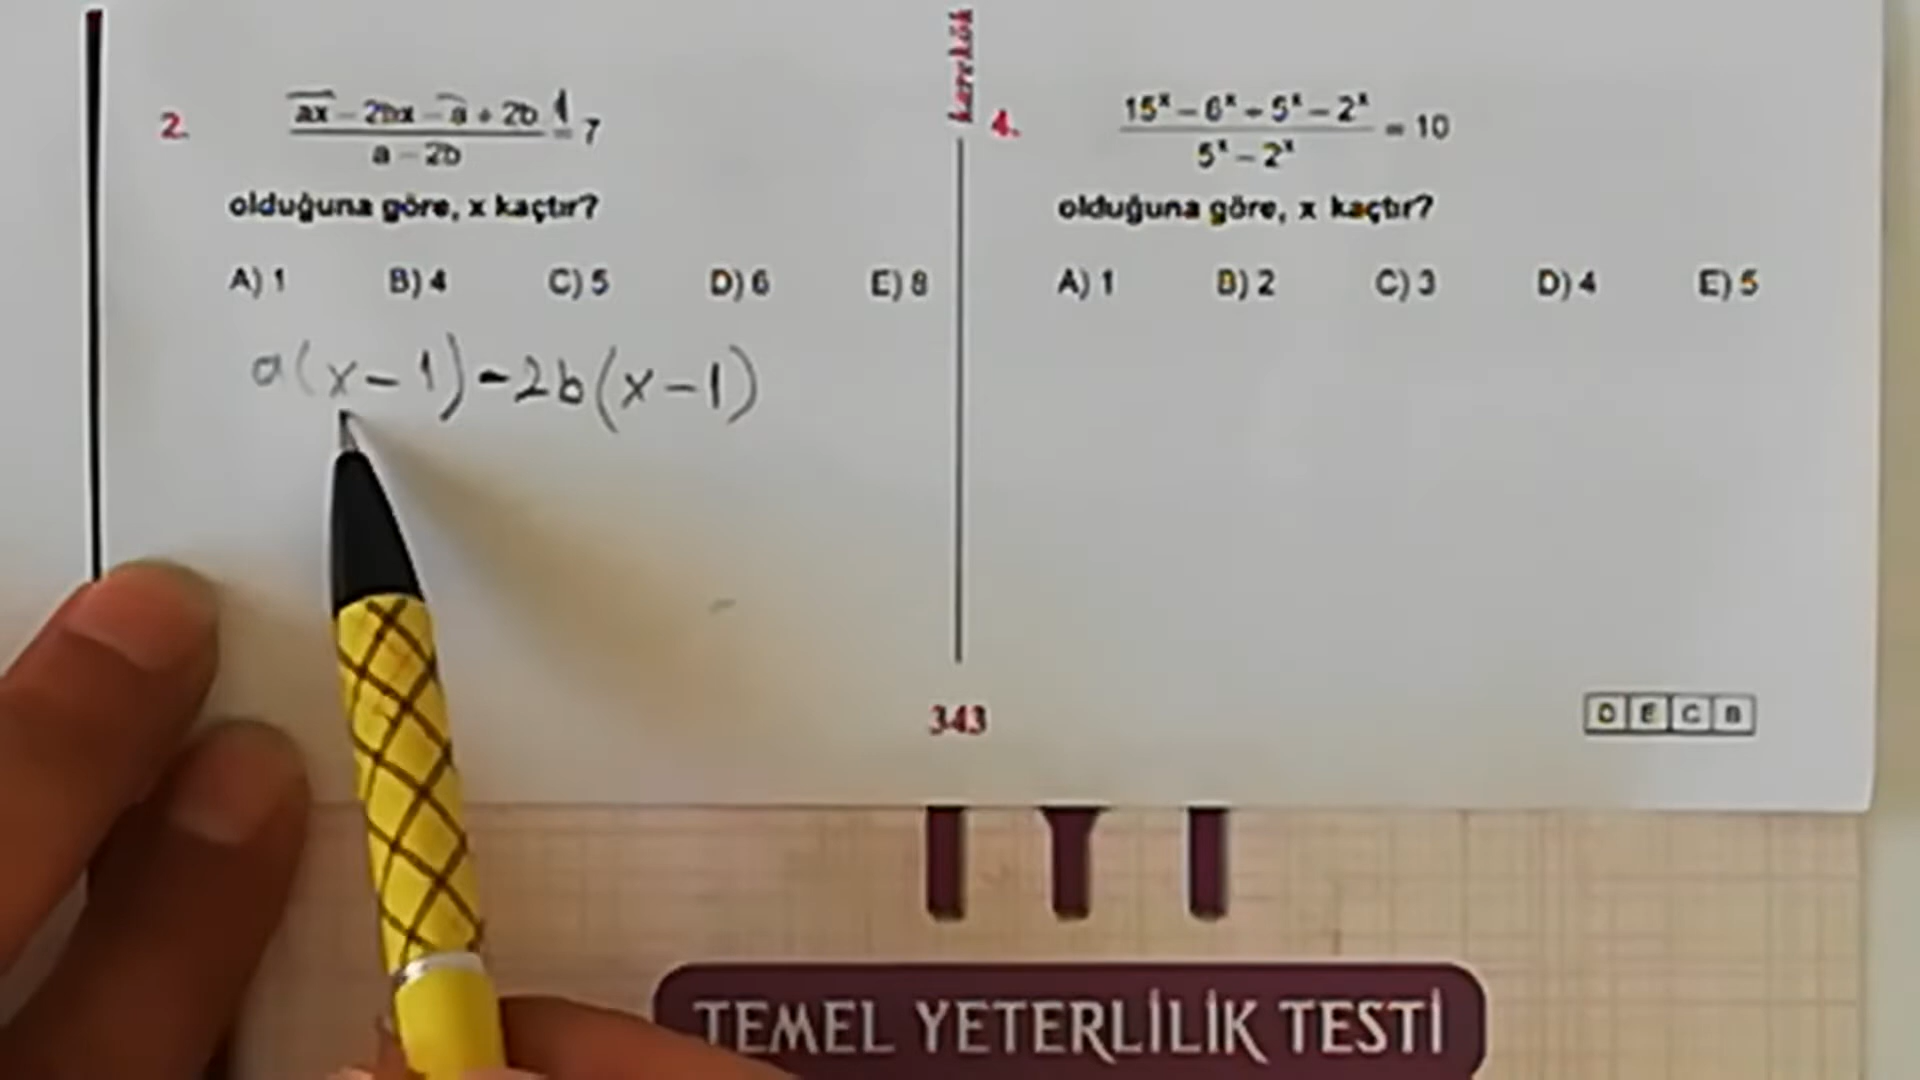 karekök
2.
ax - 2bx - a + 2b
a - 2b
= 7
olduğuna göre, x kaçtır?
A) 1 B) 4 C) 5 D) 6 E) 8
a(x-1)-2b(x-1)
4.
15ˣ - 6ˣ + 5ˣ - 2ˣ
5ˣ - 2ˣ
= 10
olduğuna göre, x kaçtır?
A) 1 B) 2 C) 3 D) 4 E) 5
343
D E C B
TEMEL YETERLİLİK TESTİ